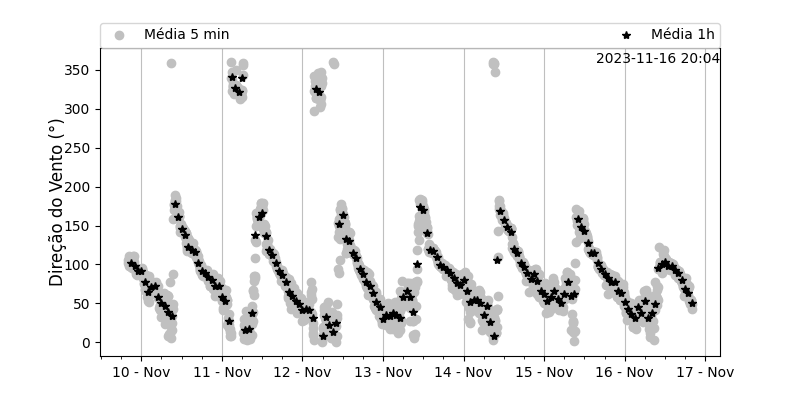 Média 5 min
Média 1h
2023-11-16 20:04
Direção do Vento (°)
350
300
250
200
150
100
50
0
10 - Nov
11 - Nov
12 - Nov
13 - Nov
14 - Nov
15 - Nov
16 - Nov
17 - Nov